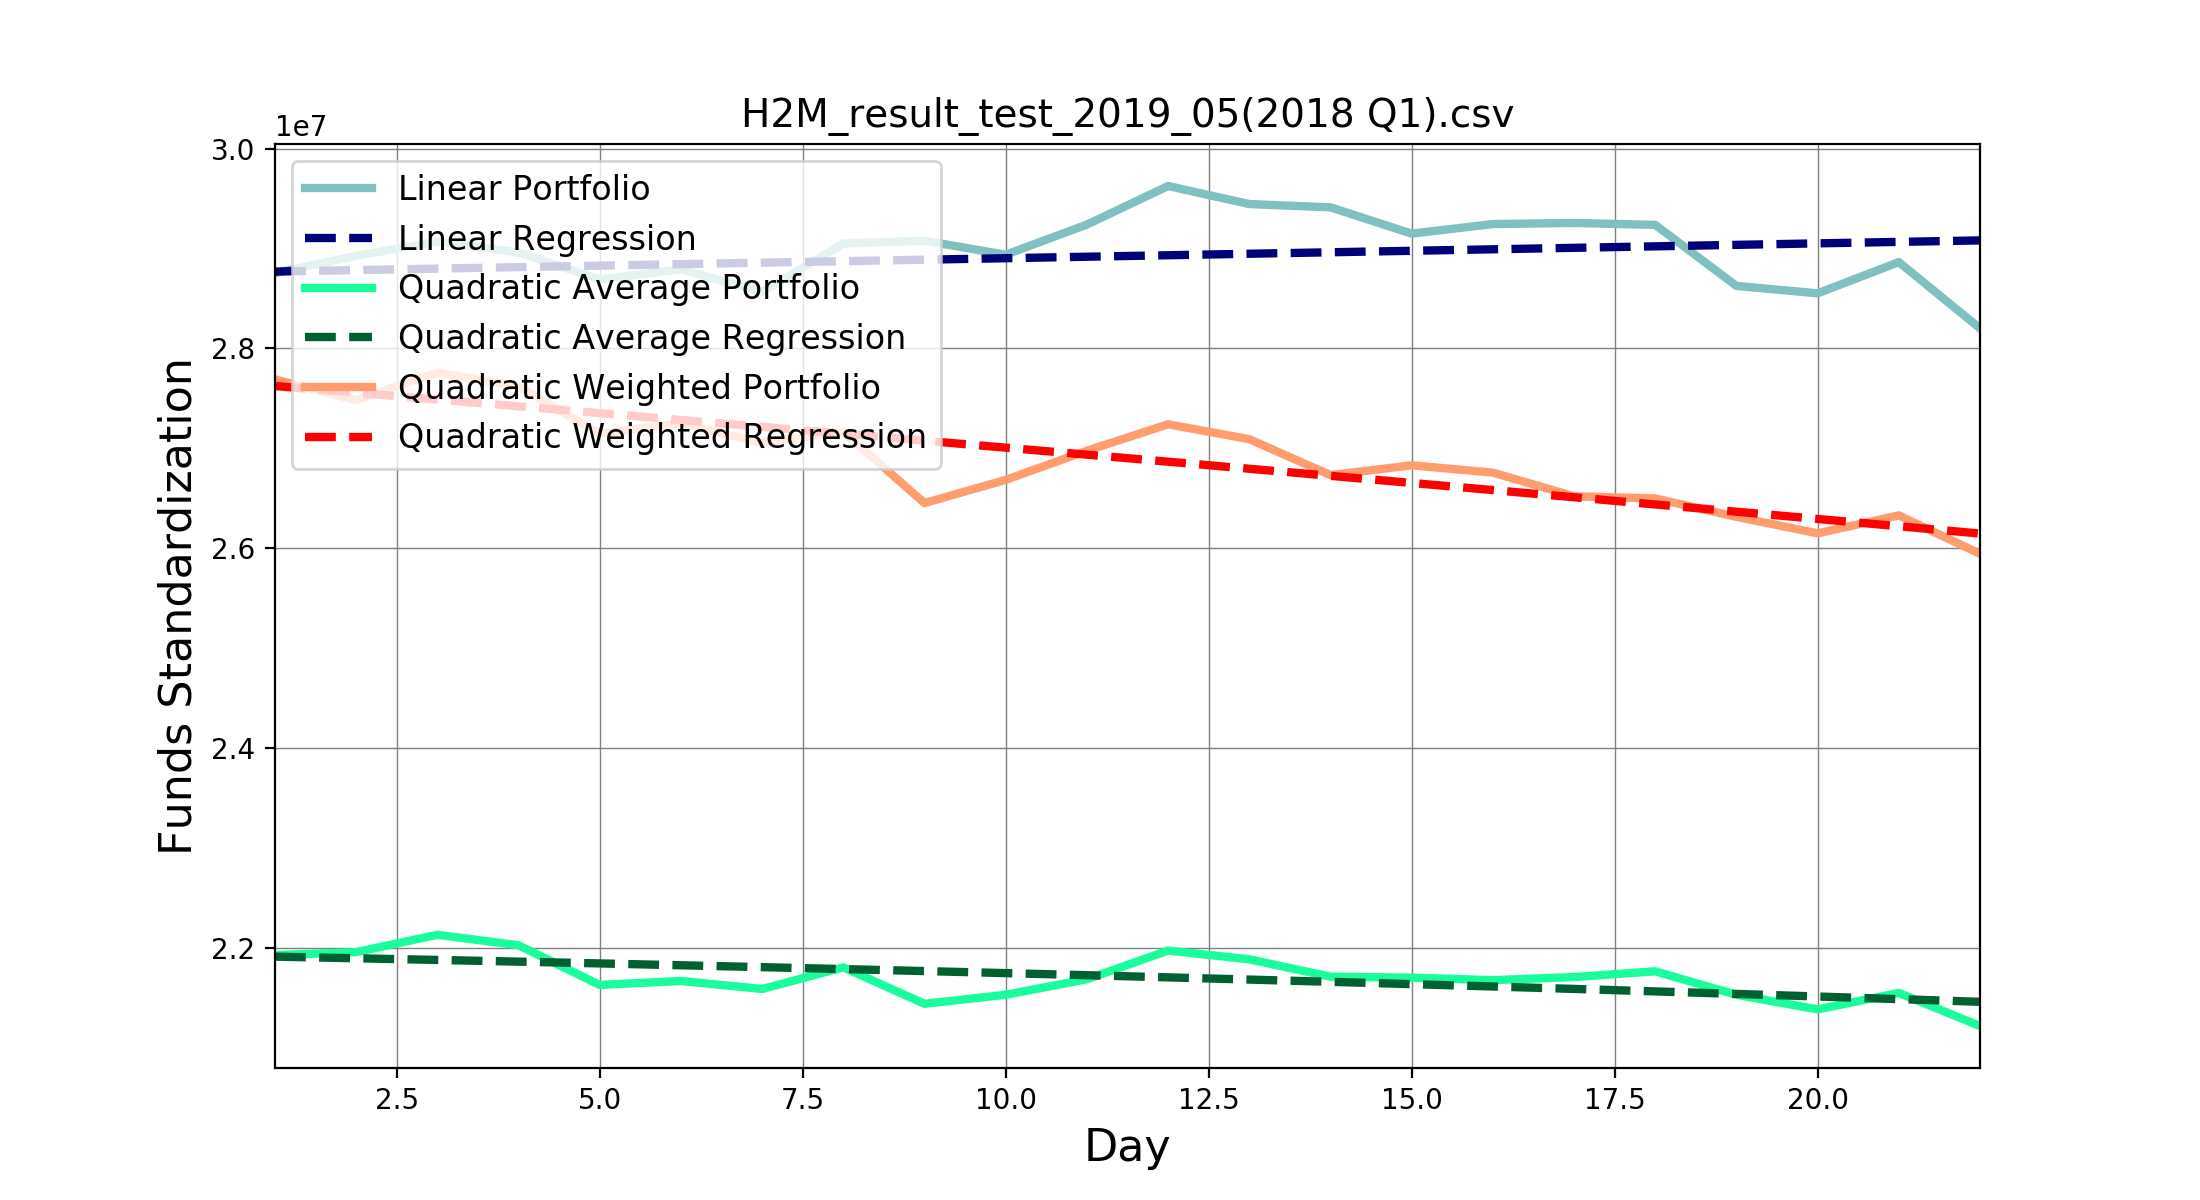 H2M_result_test_2019_05(2018 Q1).csv
1e7
3.0
2.8
2.6
2.4
2.2
Funds Standardization
Linear Portfolio
Linear Regression
Quadratic Average Portfolio
Quadratic Average Regression
Quadratic Weighted Portfolio
Quadratic Weighted Regression
2.5 5.0 7.5 10.0 12.5 15.0 17.5 20.0
Day